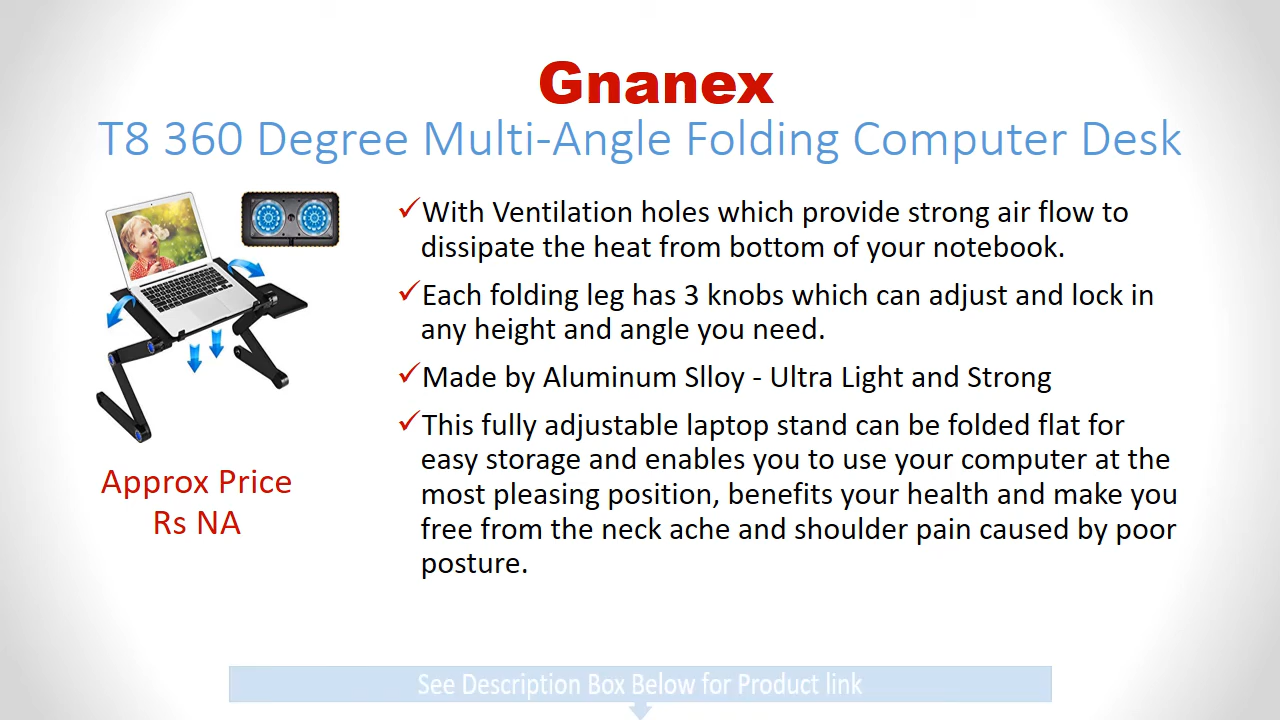 Gnanex
T8 360 Degree Multi-Angle Folding Computer Desk
With Ventilation holes which provide strong air flow to
dissipate the heat from bottom of your notebook.
Each folding leg has 3 knobs which can adjust and lock in
any height and angle you need.
Made by Aluminum Slloy - Ultra Light and Strong
This fully adjustable laptop stand can be folded flat for
easy storage and enables you to use your computer at the
most pleasing position, benefits your health and make you
free from the neck ache and shoulder pain caused by poor
posture.
Approx Price
Rs NA
See Description Box Below for Product link